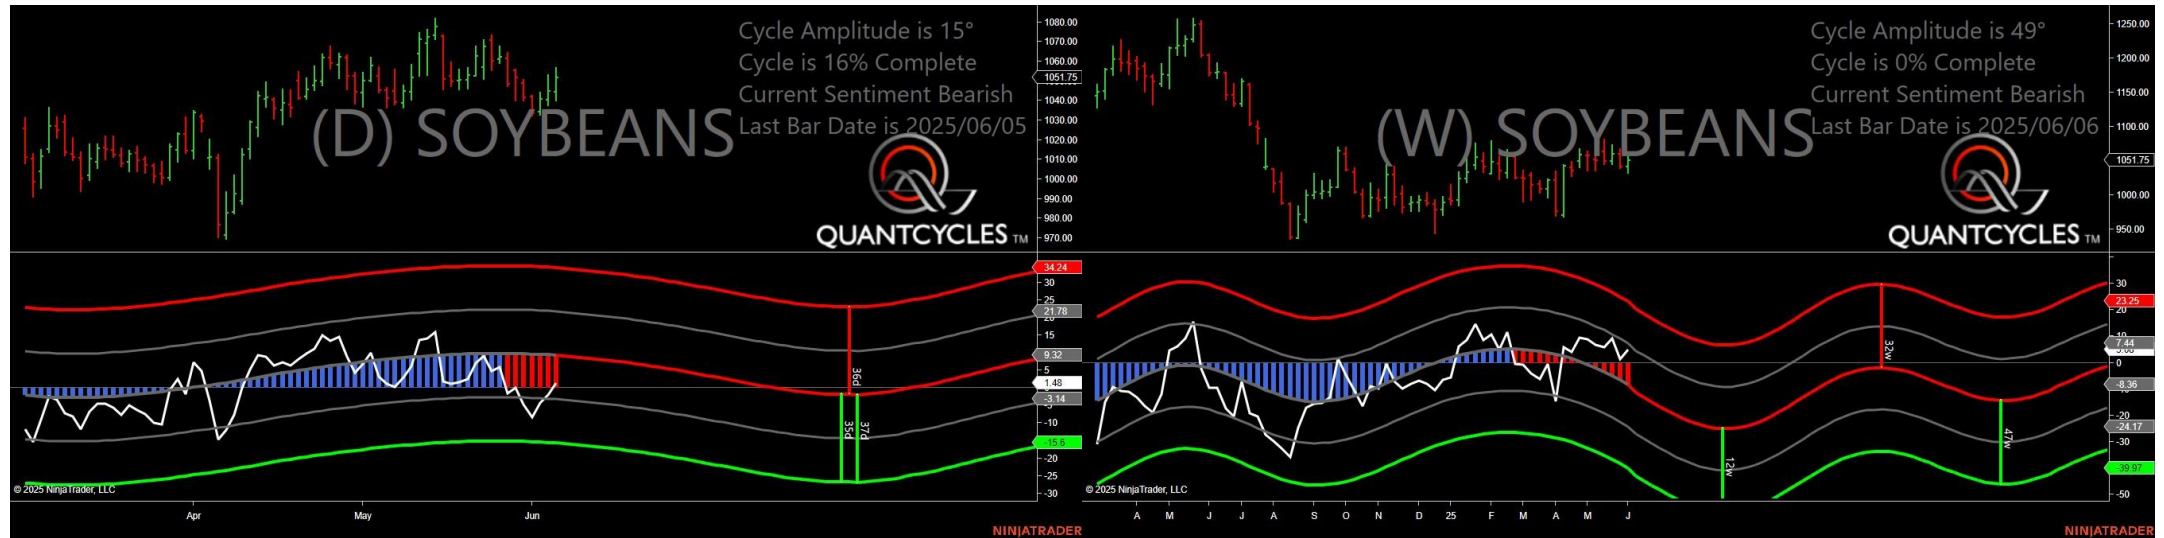 Cycle Amplitude is 15°
Cycle is 16% Complete
Current Sentiment Bearish
Last Bar Date is 2025/06/05
(D) SOYBEANS
QUANTCYCLES TM
1080.00
1070.00
1060.00
1051.75
1040.00
1030.00
1020.00
1010.00
1000.00
990.00
980.00
970.00
34.24
30
25
21.78
15
9.32
5
1.48
-3.14
-10
-15.6
-20
-25
-30
36d
35d
37d
© 2025 NinjaTrader, LLC
Apr
May
Jun
NINJATRADER
Cycle Amplitude is 49°
Cycle is 0% Complete
Current Sentiment Bearish
Last Bar Date is 2025/06/06
(W) SOYBEANS
QUANTCYCLES TM
1250.00
1200.00
1150.00
1100.00
1051.75
1000.00
950.00
30
23.25
20
7.44
0
-8.36
-20
-24.17
-30
-39.97
-50
32w
12w
47w
© 2025 NinjaTrader, LLC
A M J J A S O N D 25 F M A M J
NINJATRADER